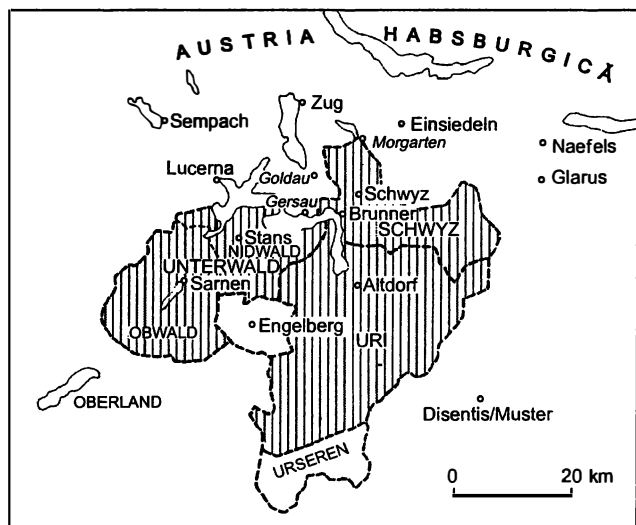 AUSTRIA HABSBURGICĂ
Zug
Sempach
Einsiedeln
Morgarten
Naefels
Lucerna
Goldau
Glarus
Schwyz
Gersau
Brunner
SCHWYZ
Stans
NIDWALD
UNTERWALD
Sarnen
Altdorf
Engelberg
OBWALD
URI
OBERLAND
Disentis/Muster
URSEREN
0 20 km